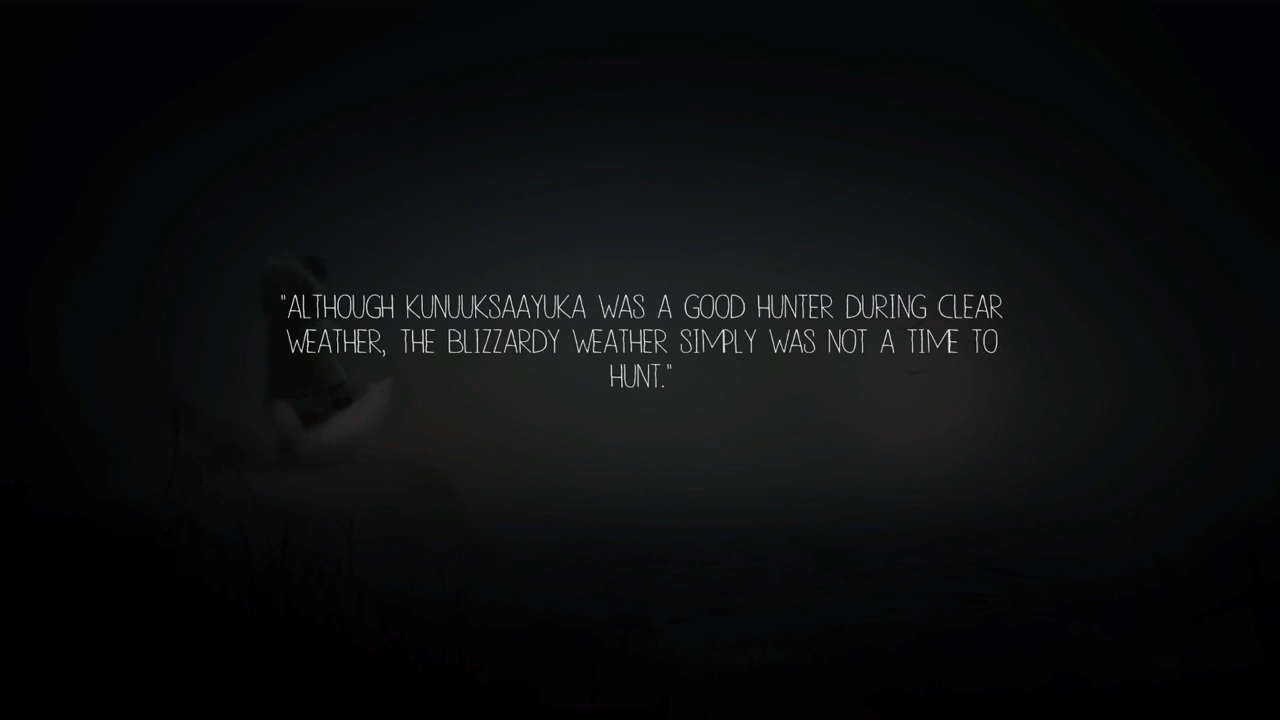 "ALTHOUGH KUNUUKSAAYUKA WAS A GOOD HUNTER DURING CLEAR
WEATHER, THE BLIZZARDY WEATHER SIMPLY WAS NOT A TIME TO
HUNT."